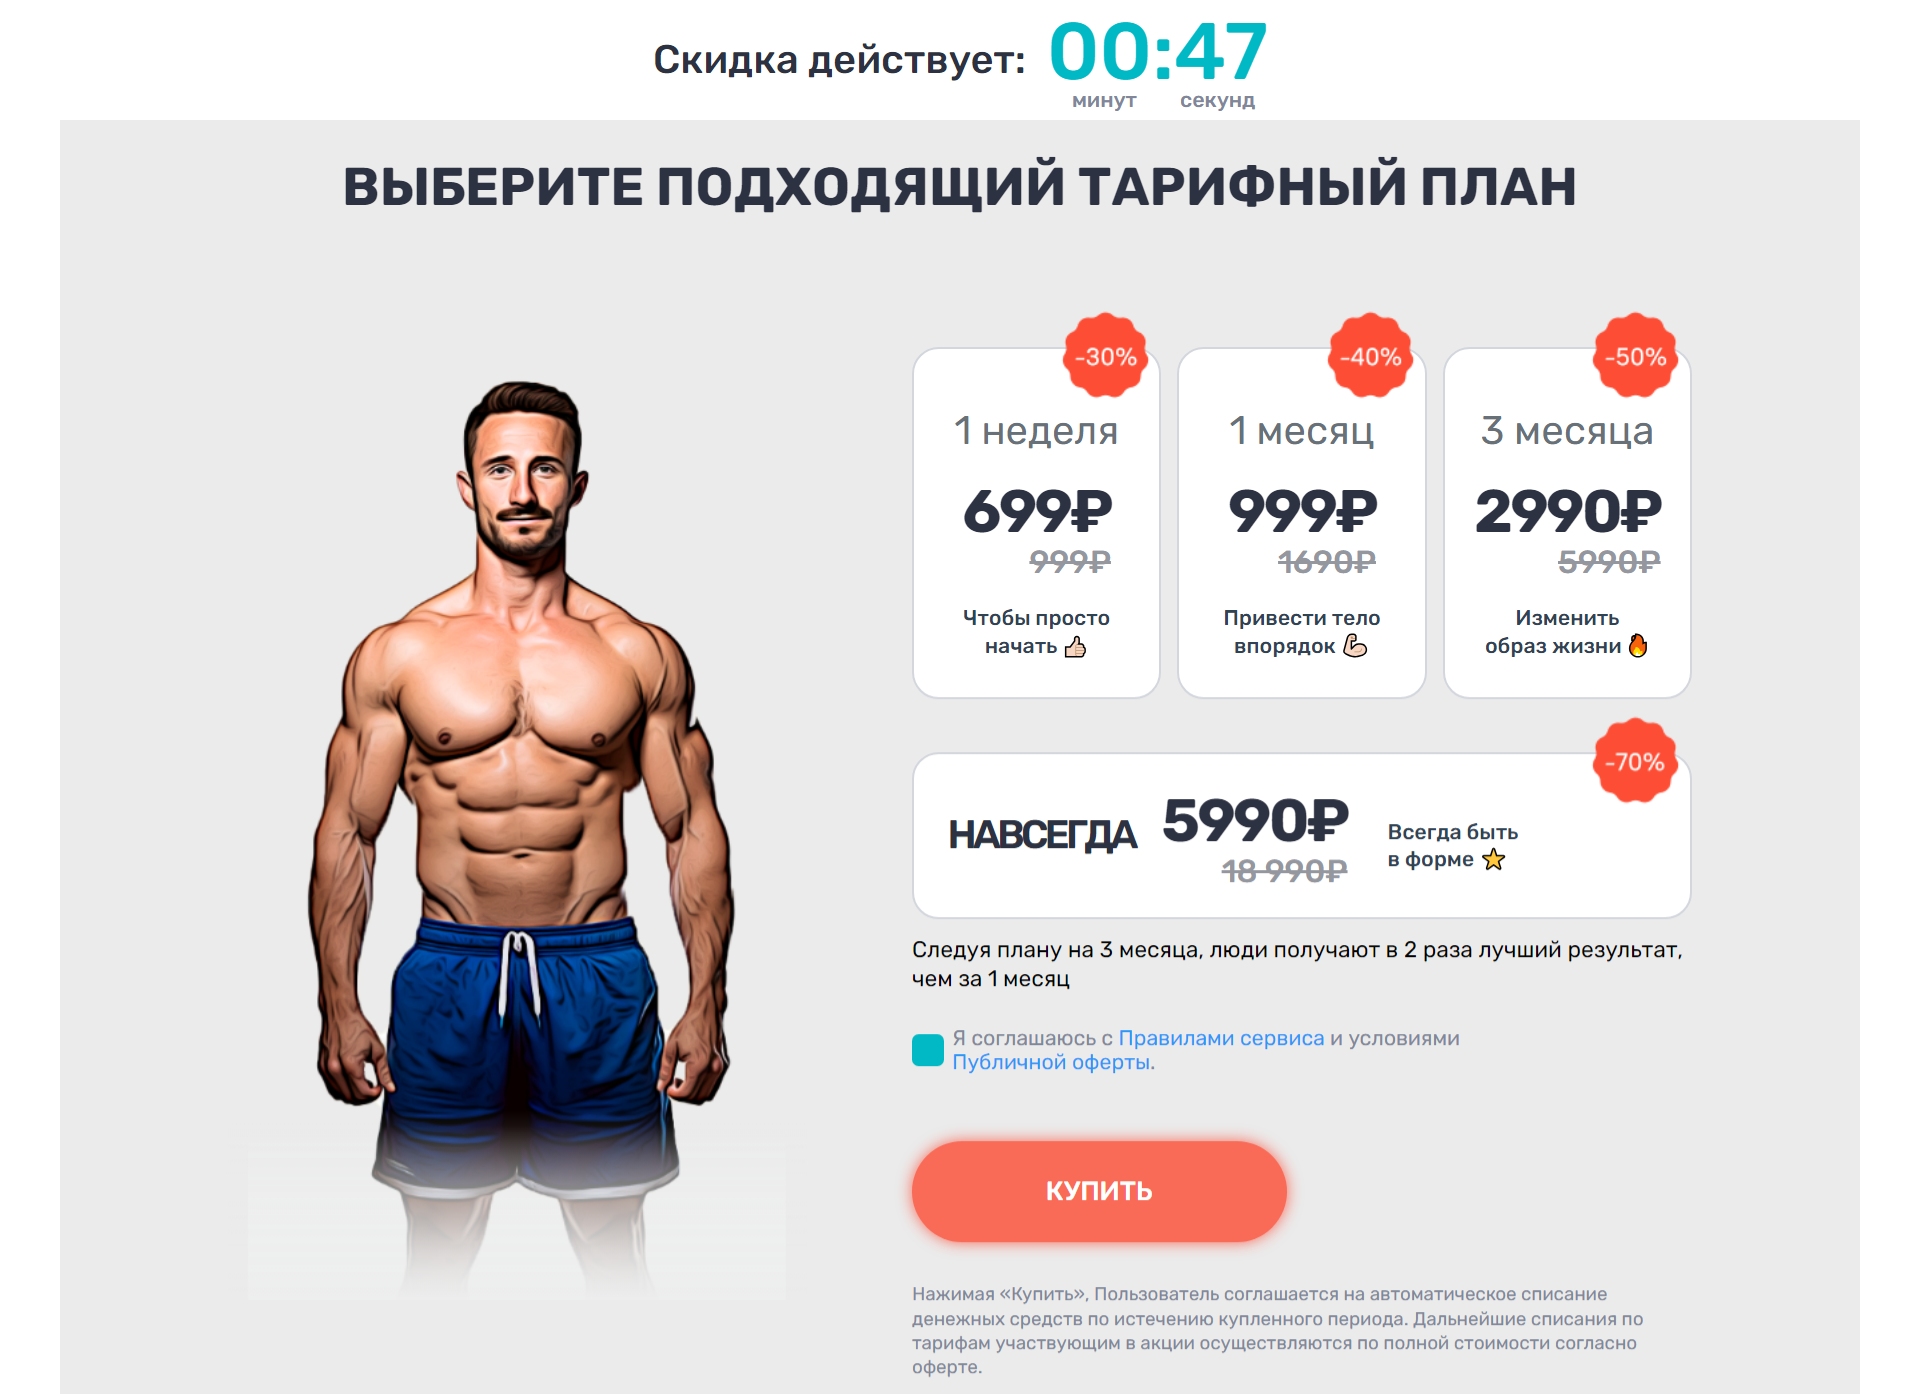 Скидка действует: 00:47
минут секунд
ВЫБЕРИТЕ ПОДХОДЯЩИЙ ТАРИФНЫЙ ПЛАН
-30%
1 неделя
699₽
999₽
Чтобы просто
начать 👍🏻
-40%
1 месяц
999₽
1690₽
Привести тело
впорядок 💪🏻
-50%
3 месяца
2990₽
5990₽
Изменить
образ жизни 🔥
-70%
НАВСЕГДА
5990₽
18 990₽
Всегда быть
в форме ⭐
Следуя плану на 3 месяца, люди получают в 2 раза лучший результат,
чем за 1 месяц
Я соглашаюсь с Правилами сервиса и условиями
Публичной оферты.
КУПИТЬ
Нажимая «Купить», Пользователь соглашается на автоматическое списание
денежных средств по истечению купленного периода. Дальнейшие списания по
тарифам участвующим в акции осуществляются по полной стоимости согласно
оферте.